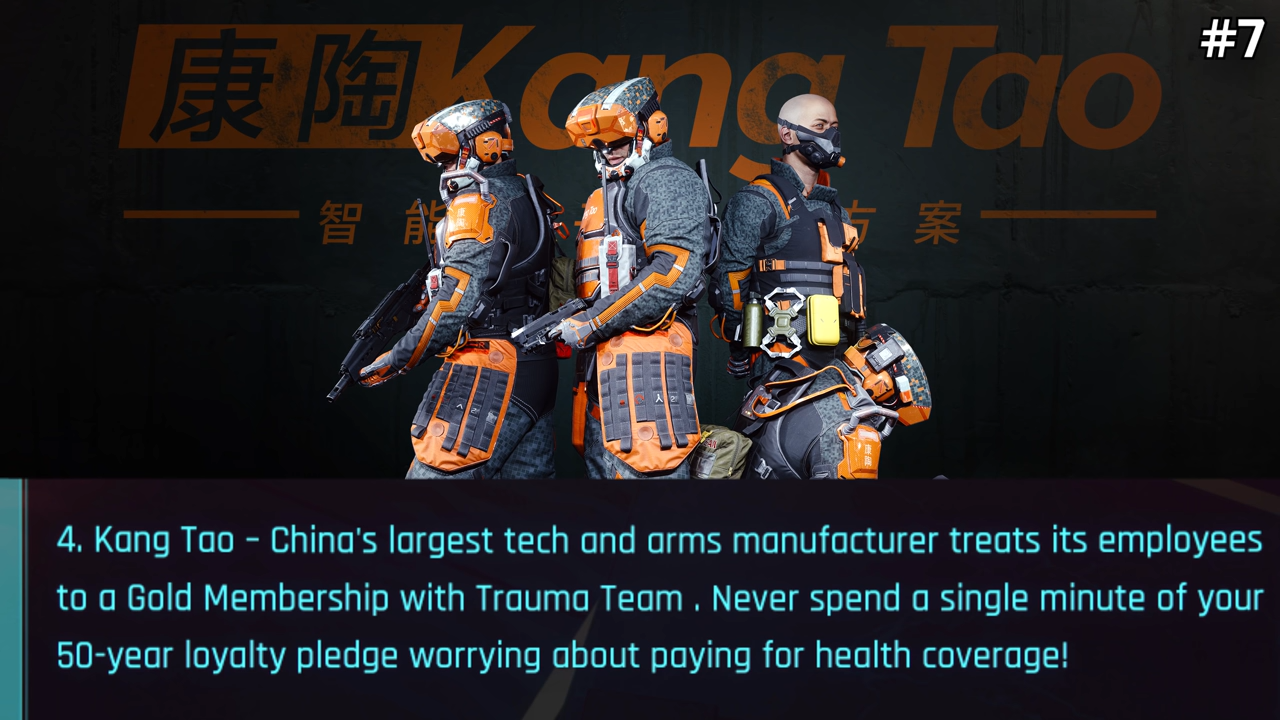 #7
康陶 Kang Tao
智能 方案
4. Kang Tao – China's largest tech and arms manufacturer treats its employees
to a Gold Membership with Trauma Team . Never spend a single minute of your
50-year loyalty pledge worrying about paying for health coverage!